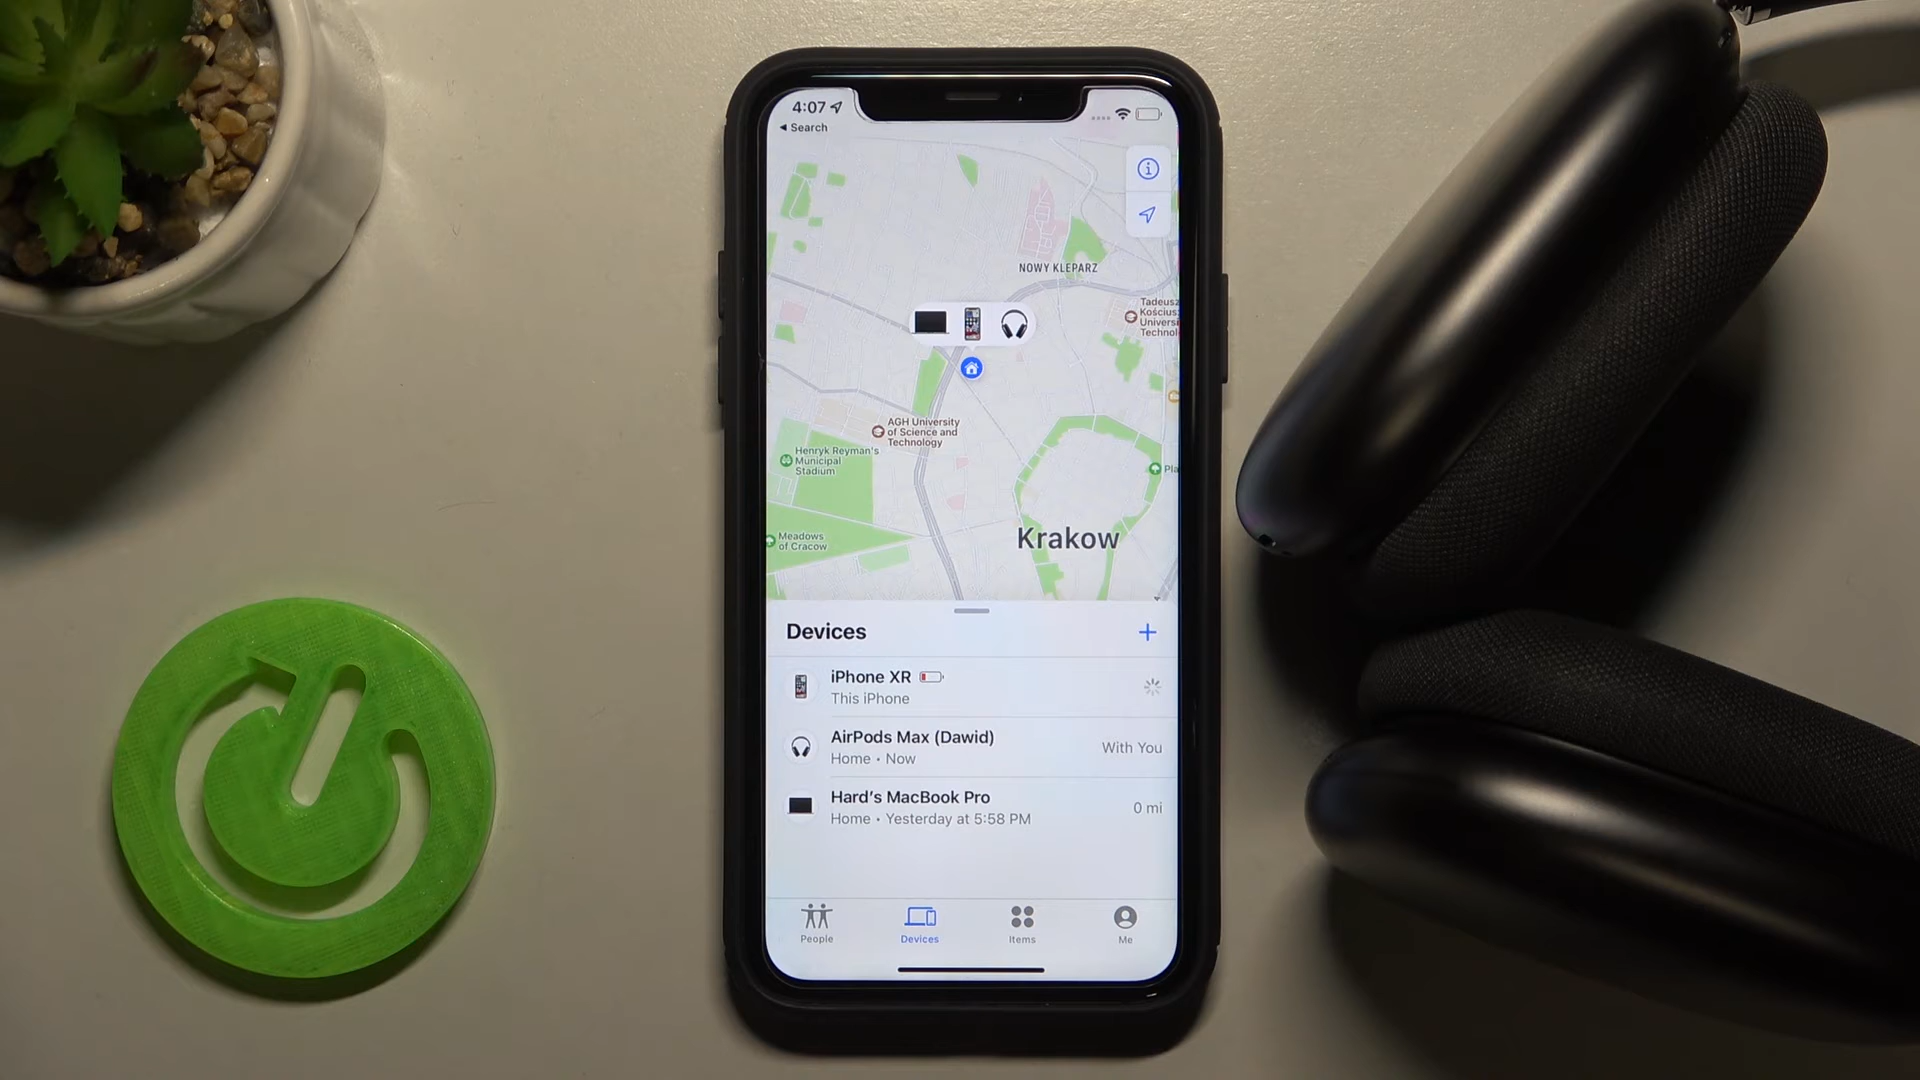 4:07
Search
NOWY KLEPARZ
Tadeusz
Kościus
Universi
Technol
AGH University
of Science and
Technology
Henryk Reyman's
Municipal
Stadium
Pla
Meadows
of Cracow
Krakow
Devices
iPhone XR
This iPhone
AirPods Max (Dawid)
Home • Now
With You
Hard's MacBook Pro
Home • Yesterday at 5:58 PM
0 mi
People
Devices
Items
Me